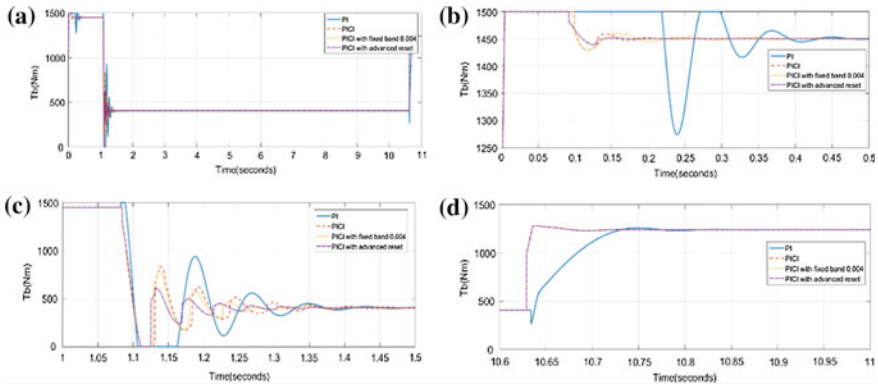 (a)
1500
1000
500
0
Tb(Nm)
PI
PICI
PICI with fixed band 0.004
PICI with advanced reset
0 1 2 3 4 5 6 7 8 9 10 11
Time(seconds)
(b)
1500
1450
1400
1350
1300
1250
Tb(Nm)
PI
PICI
PICI with fixed band 0.004
PICI with advanced reset
0 0.05 0.1 0.15 0.2 0.25 0.3 0.35 0.4 0.45 0.5
Time(seconds)
(c)
1500
1000
500
0
Tb(Nm)
PI
PICI
PICI with fixed band 0.004
PICI with advanced reset
1 1.05 1.1 1.15 1.2 1.25 1.3 1.35 1.4 1.45 1.5
Time(seconds)
(d)
1500
1000
500
0
Tb(Nm)
PI
PICI
PICI with fixed band 0.004
PICI with advanced reset
10.6 10.65 10.7 10.75 10.8 10.85 10.9 10.95 11
Time(seconds)